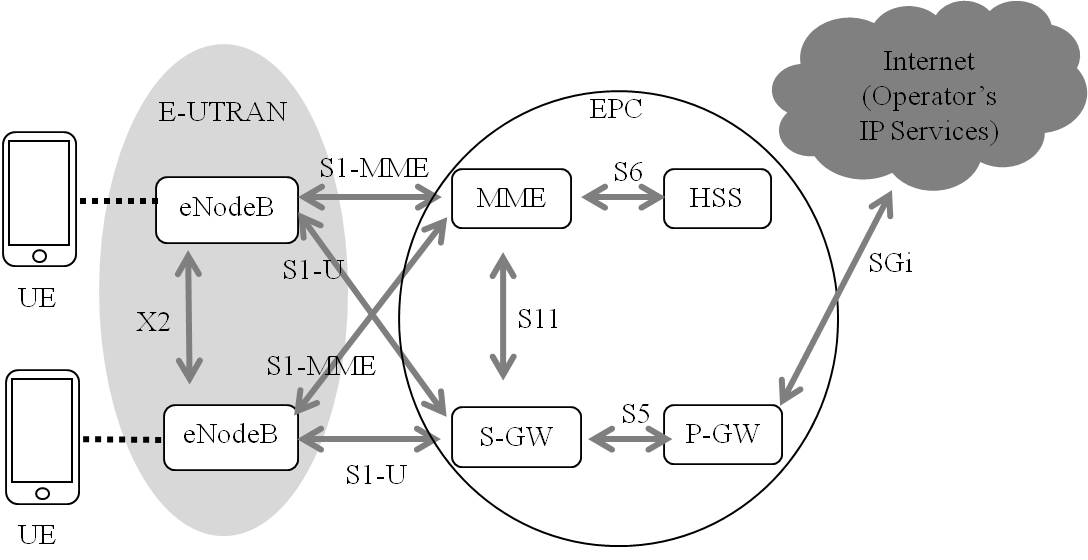 Internet
(Operator's
IP Services)
E-UTRAN
EPC
S1-MME
S6
eNodeB
MME
HSS
UE
S1-U
SGi
X2
S11
S1-MME
eNodeB
S-GW
S5
P-GW
S1-U
UE